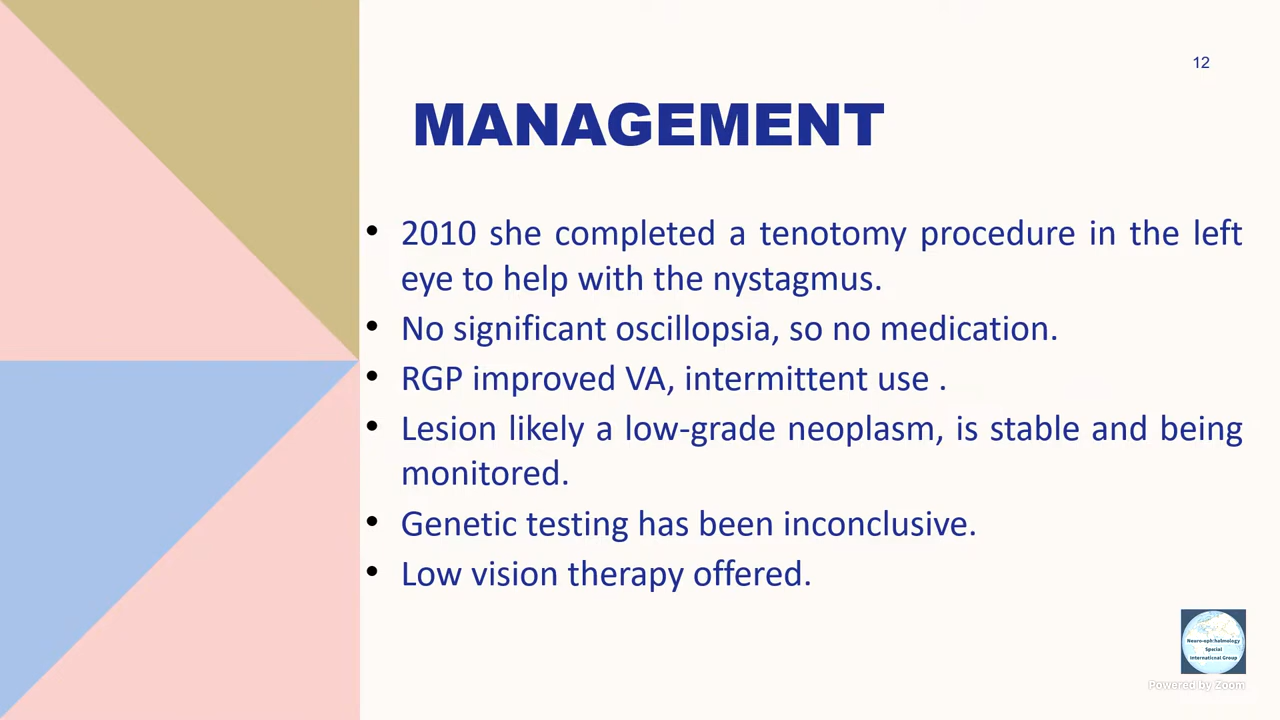 12
MANAGEMENT
• 2010 she completed a tenotomy procedure in the left
eye to help with the nystagmus.
• No significant oscillopsia, so no medication.
• RGP improved VA, intermittent use .
• Lesion likely a low-grade neoplasm, is stable and being
monitored.
• Genetic testing has been inconclusive.
• Low vision therapy offered.
Neuro-ophthalmology
Special
International Group
Powered by Zoom